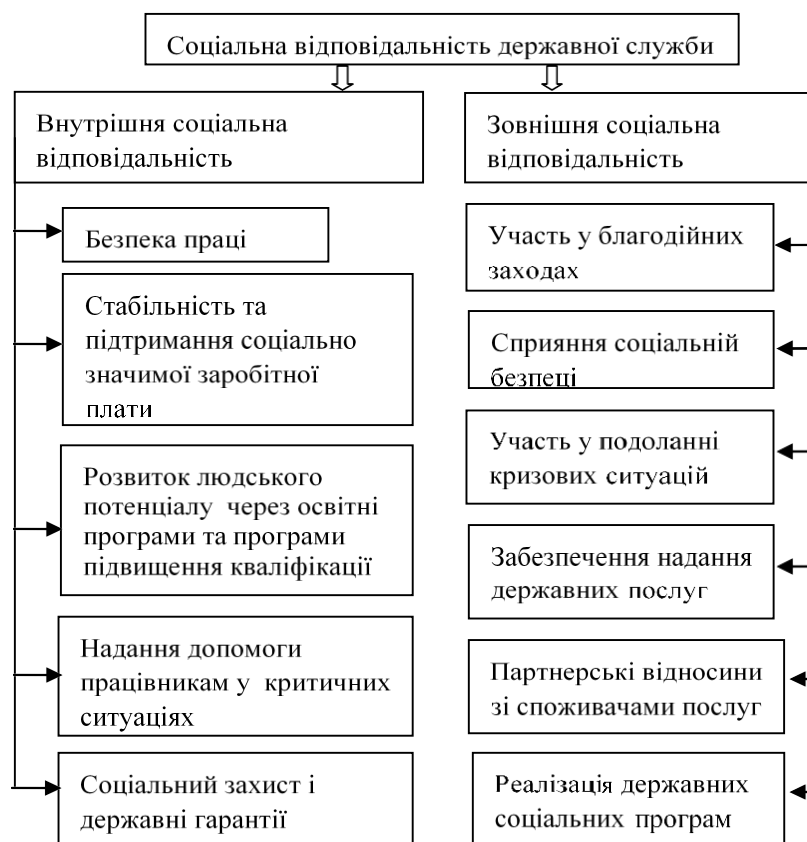 Соціальна відповідальність державної служби
Внутрішня соціальна
відповідальність
Безпека праці
Стабільність та
підтримання соціально
значимої заробітної
плати
Розвиток людського
потенціалу через освітні
програми та програми
підвищення кваліфікації
Надання допомоги
працівникам у критичних
ситуаціях
Соціальний захист і
державні гарантії
Зовнішня соціальна
відповідальність
Участь у благодійних
заходах
Сприяння соціальній
безпеці
Участь у подоланні
кризових ситуацій
Забезпечення надання
державних послуг
Партнерські відносини
зі споживачами послуг
Реалізація державних
соціальних програм